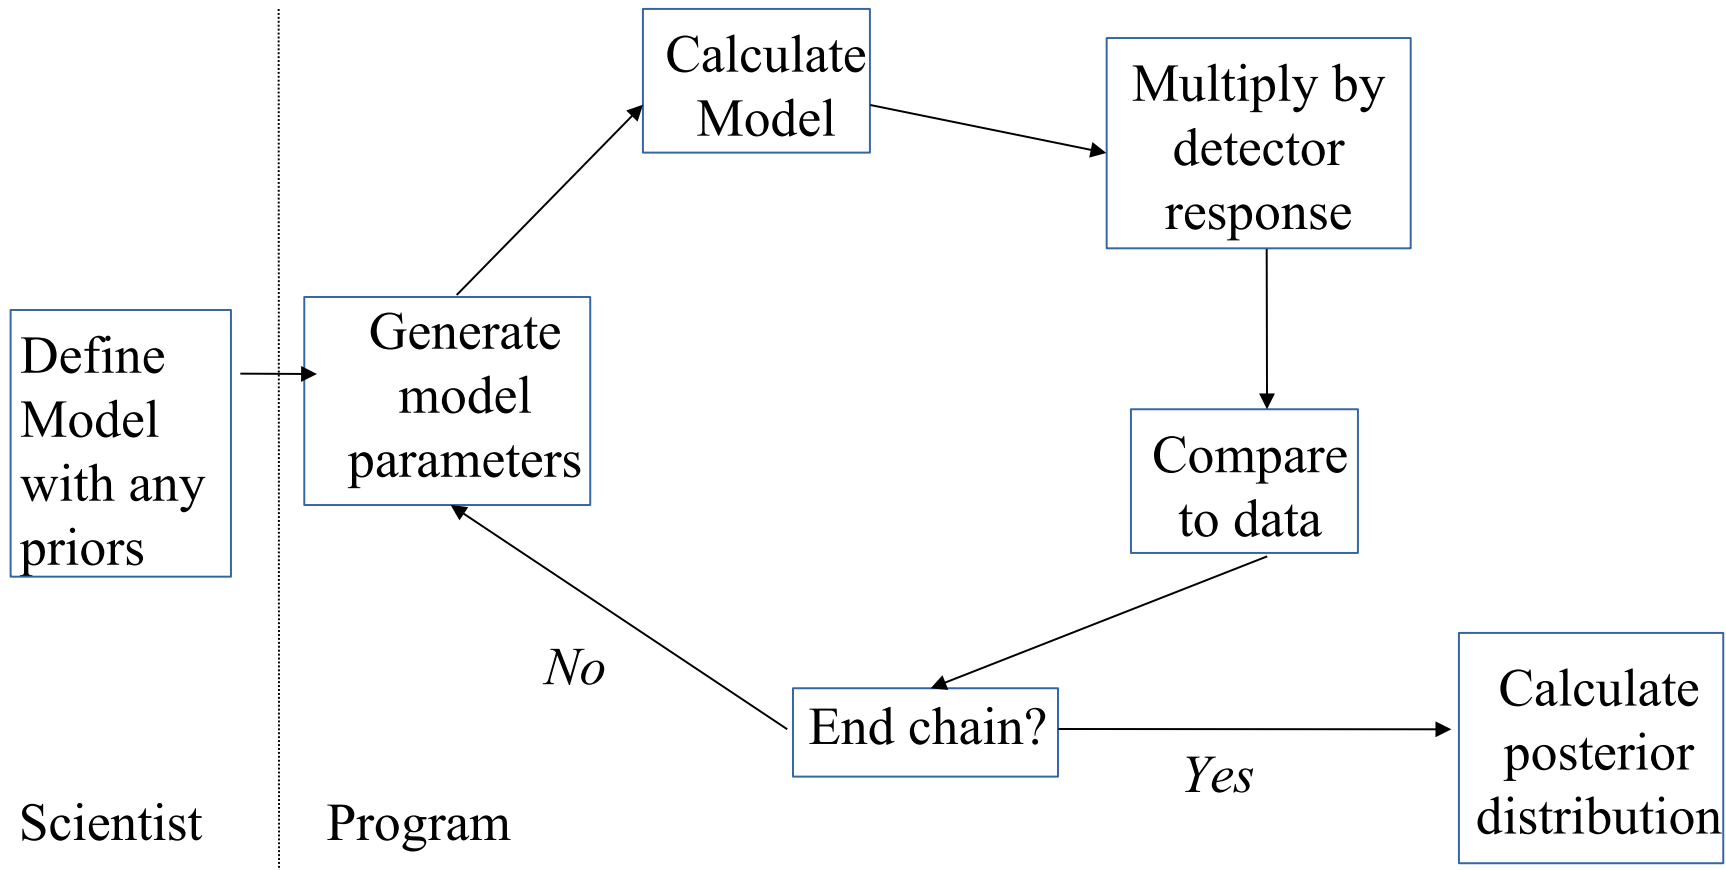 Calculate
Model
Multiply by
detector
response
Generate
model
parameters
Define
Model
with any
priors
Compare
to data
No
End chain?
Yes
Calculate
posterior
distribution
Scientist
Program